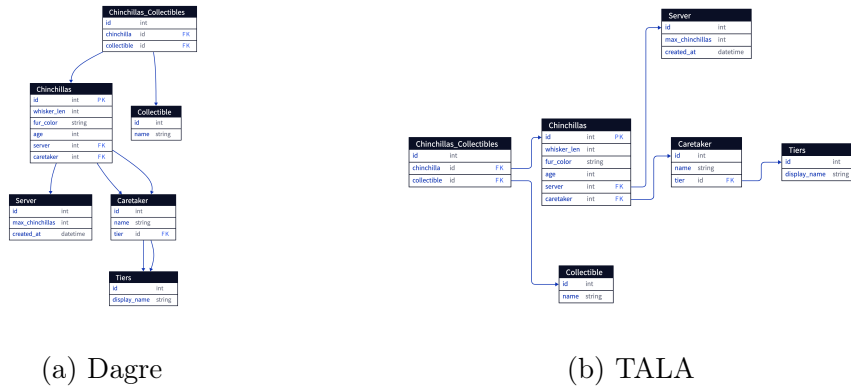 Chinchillas_Collectibles
id int
chinchilla id FK
collectible id FK
Chinchillas
id int PK
whisker_len int
fur_color string
age int
server int FK
caretaker int FK
Collectible
id int
name string
Server
id int
max_chinchillas int
created_at datetime
Caretaker
id int
name string
tier id FK
Tiers
id int
display_name string
(a) Dagre
Server
id int
max_chinchillas int
created_at datetime
Chinchillas_Collectibles
id int
chinchilla id FK
collectible id FK
Chinchillas
id int PK
whisker_len int
fur_color string
age int
server int FK
caretaker int FK
Caretaker
id int
name string
tier id FK
Tiers
id int
display_name string
Collectible
id int
name string
(b) TALA